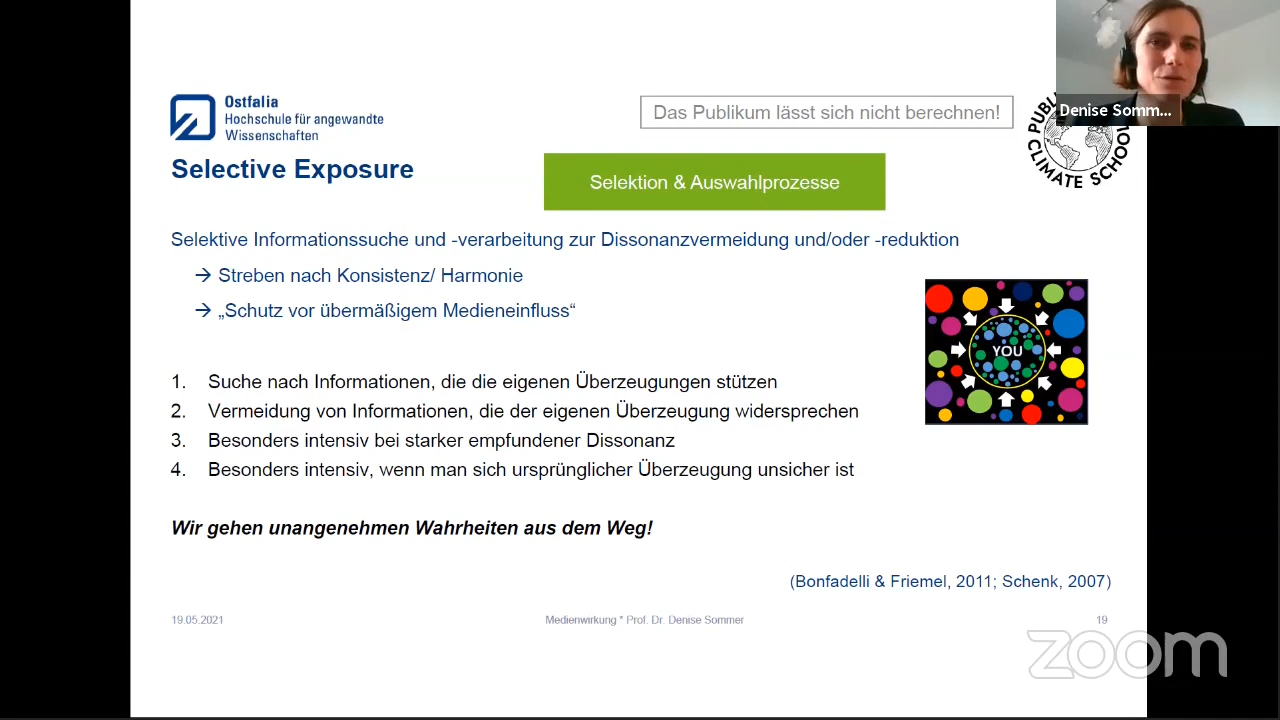 Ostfalia
Hochschule für angewandte
Wissenschaften
Das Publikum lässt sich nicht berechnen!
Denise Somm...
CLIMATE SCHOOL
Selective Exposure
Selektion & Auswahlprozesse
Selektive Informationssuche und -verarbeitung zur Dissonanzvermeidung und/oder -reduktion
→ Streben nach Konsistenz/ Harmonie
→ „Schutz vor übermäßigem Medieneinfluss“
YOU
1. Suche nach Informationen, die die eigenen Überzeugungen stützen
2. Vermeidung von Informationen, die der eigenen Überzeugung widersprechen
3. Besonders intensiv bei starker empfundener Dissonanz
4. Besonders intensiv, wenn man sich ursprünglicher Überzeugung unsicher ist
Wir gehen unangenehmen Wahrheiten aus dem Weg!
(Bonfadelli & Friemel, 2011; Schenk, 2007)
19.05.2021
Medienwirkung * Prof. Dr. Denise Sommer
19
zoom